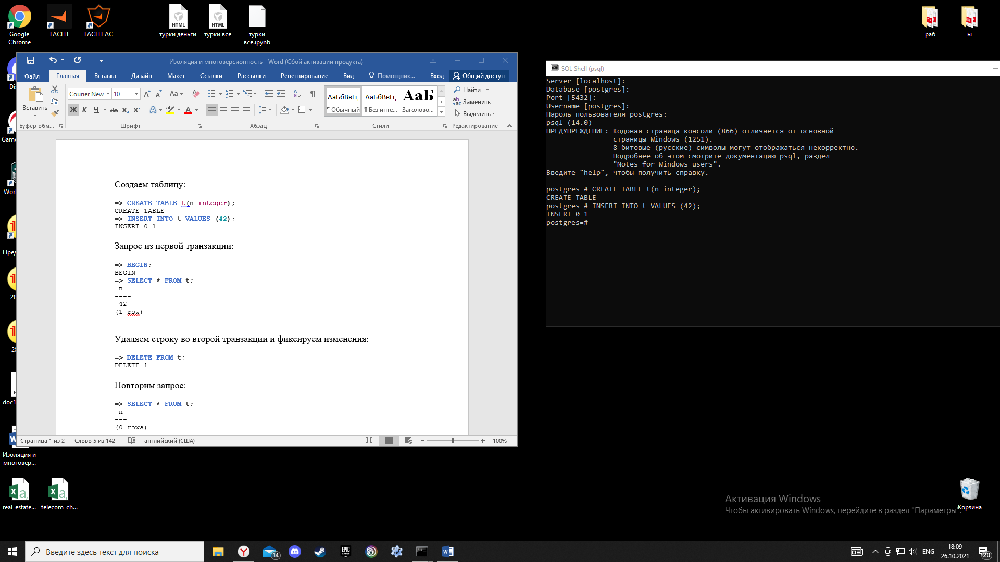 Google
Chrome
FACEIT
FACEIT AC
HTML
турки деньги
HTML
турки все
турки
все.ipynb
раб
ы
Изоляция и многоверсионность - Word (Сбой активации продукта)
Файл
Главная
Вставка
Дизайн
Макет
Ссылки
Рассылки
Рецензирование
Вид
Помощник...
Вход
Общий доступ
Вставить
Буфер обм...
Courier New
10
Шрифт
Абзац
АаБбВвГг,
АаБбВвГг,
АаБ
¶ Обычный
¶ Без инте...
Заголово...
Стили
Найти
Заменить
Выделить
Редактирование
Создаем таблицу:
=> CREATE TABLE t(n integer);
CREATE TABLE
=> INSERT INTO t VALUES (42);
INSERT 0 1
Запрос из первой транзакции:
=> BEGIN;
BEGIN
=> SELECT * FROM t;
n
----
42
(1 row)
Удаляем строку во второй транзакции и фиксируем изменения:
=> DELETE FROM t;
DELETE 1
Повторим запрос:
=> SELECT * FROM t;
n
---
(0 rows)
Страница 1 из 2
Слово 5 из 142
английский (США)
100%
SQL Shell (psql)
Server [localhost]:
Database [postgres]:
Port [5432]:
Username [postgres]:
Пароль пользователя postgres:
psql (14.0)
ПРЕДУПРЕЖДЕНИЕ: Кодовая страница консоли (866) отличается от основной
страницы Windows (1251).
8-битовые (русские) символы могут отображаться некорректно.
Подробнее об этом смотрите документацию psql, раздел
"Notes for Windows users".
Введите "help", чтобы получить справку.
postgres=# CREATE TABLE t(n integer);
CREATE TABLE
postgres=# INSERT INTO t VALUES (42);
INSERT 0 1
postgres=#
Dis
Game
Worl
Пред
28
28
doc1
Изоляция и
многовер...
real_estate...
telecom_ch...
Активация Windows
Чтобы активировать Windows, перейдите в раздел "Параметры".
Корзина
Введите здесь текст для поиска
14
EPIC
GAMES
ENG
18:09
26.10.2021
20